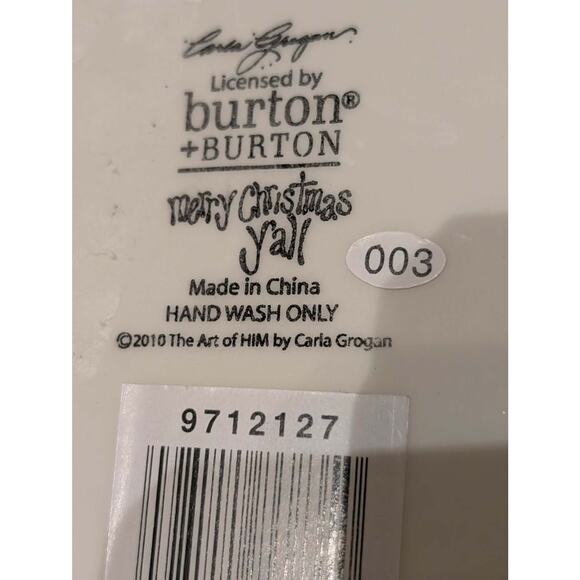 Carla Grogan
Licensed by
burton®
+BURTON
merry Christmas
y'all
003
Made in China
HAND WASH ONLY
©2010 The Art of HIM by Carla Grogan
9712127